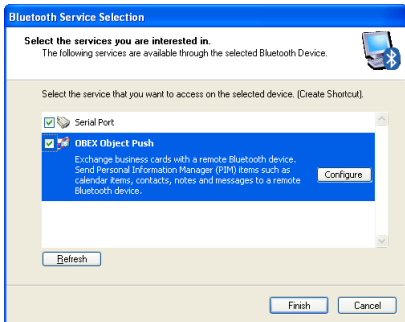 Bluetooth Service Selection
Select the services you are interested in.
The following services are available through the selected Bluetooth Device.
Select the service that you want to access on the selected device. (Create Shortcut).
Serial Port
OBEX Object Push
Exchange business cards with a remote Bluetooth device.
Send Personal Information Manager (PIM) items such as
calendar items, contacts, notes and messages to a remote
Bluetooth device.
Configure
Refresh
Finish
Cancel